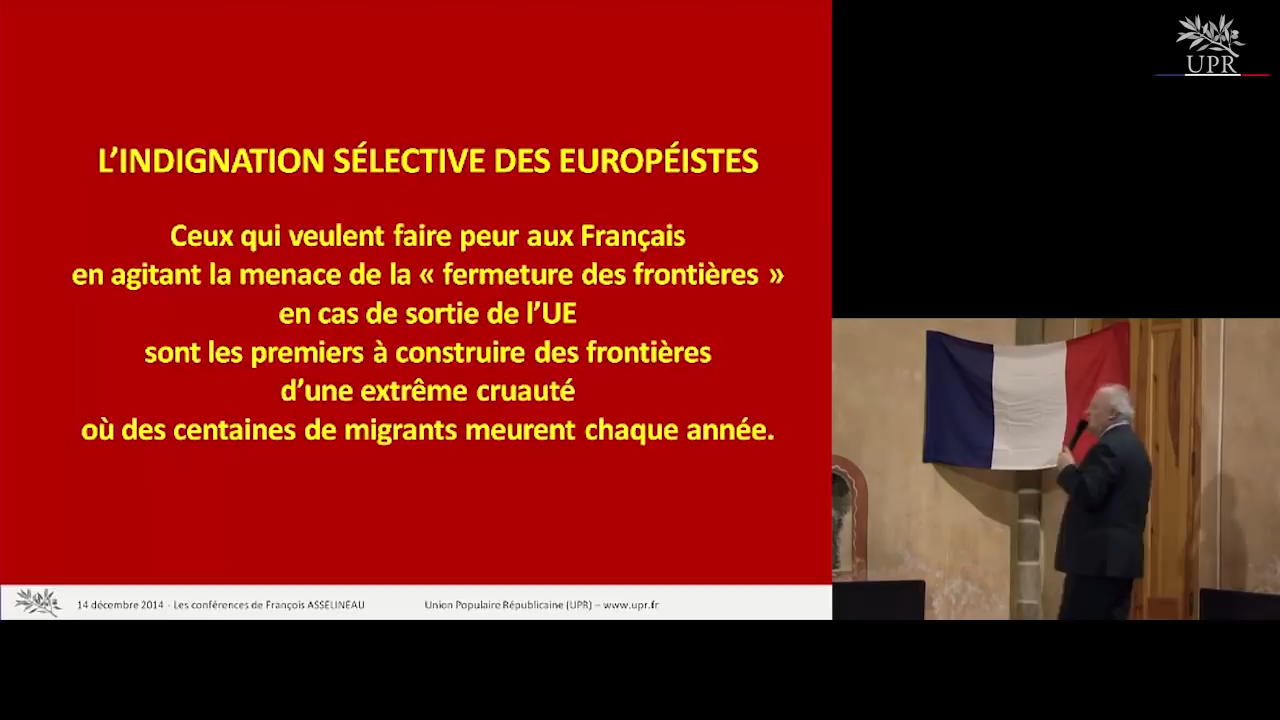 L'INDIGNATION SÉLECTIVE DES EUROPÉISTES
Ceux qui veulent faire peur aux Français
en agitant la menace de la « fermeture des frontières »
en cas de sortie de l'UE
sont les premiers à construire des frontières
d'une extrême cruauté
où des centaines de migrants meurent chaque année.
14 décembre 2014 - Les conférences de François ASSELINEAU
Union Populaire Républicaine (UPR) – www.upr.fr
UPR